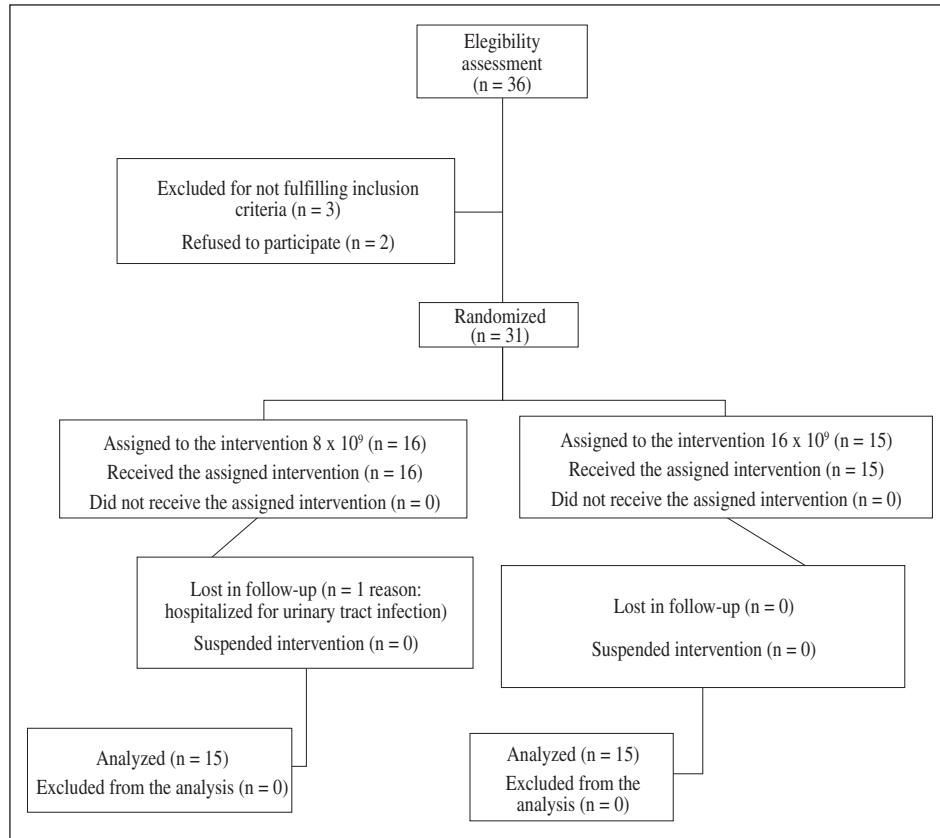 Elegibility
assessment
(n = 36)
Excluded for not fulfilling inclusion
criteria (n = 3)
Refused to participate (n = 2)
Randomized
(n = 31)
Assigned to the intervention 8 x 10⁹ (n = 16)
Received the assigned intervention (n = 16)
Did not receive the assigned intervention (n = 0)
Assigned to the intervention 16 x 10⁹ (n = 15)
Received the assigned intervention (n = 15)
Did not receive the assigned intervention (n = 0)
Lost in follow-up (n = 1 reason:
hospitalized for urinary tract infection)
Suspended intervention (n = 0)
Lost in follow-up (n = 0)
Suspended intervention (n = 0)
Analyzed (n = 15)
Excluded from the analysis (n = 0)
Analyzed (n = 15)
Excluded from the
analysis (n = 0)